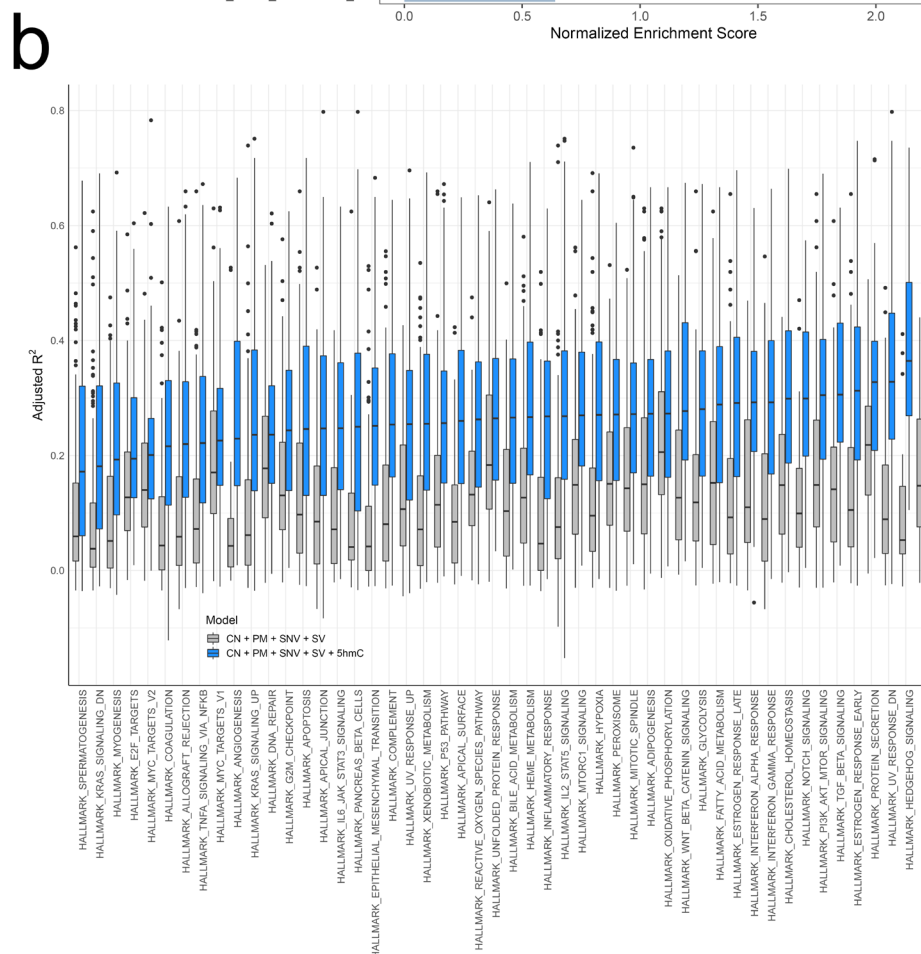 0.0
0.5
1.0
1.5
2.0
Normalized Enrichment Score
b
0.8
0.6
0.4
0.2
0.0
Adjusted R²
Model
CN + PM + SNV + SV
CN + PM + SNV + SV + 5hmC
HALLMARK_SPERMATOGENESIS
HALLMARK_KRAS_SIGNALING_DN
HALLMARK_MYOGENESIS
HALLMARK_E2F_TARGETS
HALLMARK_MYC_TARGETS_V2
HALLMARK_COAGULATION
HALLMARK_ALLOGRAFT_REJECTION
HALLMARK_TNFA_SIGNALING_VIA_NFKB
HALLMARK_MYC_TARGETS_V1
HALLMARK_ANGIOGENESIS
HALLMARK_KRAS_SIGNALING_UP
HALLMARK_DNA_REPAIR
HALLMARK_G2M_CHECKPOINT
HALLMARK_APOPTOSIS
HALLMARK_APICAL_JUNCTION
HALLMARK_IL6_JAK_STAT3_SIGNALING
HALLMARK_PANCREAS_BETA_CELLS
HALLMARK_EPITHELIAL_MESENCHYMAL_TRANSITION
HALLMARK_COMPLEMENT
HALLMARK_UV_RESPONSE_UP
HALLMARK_XENOBIOTIC_METABOLISM
HALLMARK_P53_PATHWAY
HALLMARK_APICAL_SURFACE
HALLMARK_REACTIVE_OXYGEN_SPECIES_PATHWAY
HALLMARK_UNFOLDED_PROTEIN_RESPONSE
HALLMARK_BILE_ACID_METABOLISM
HALLMARK_HEME_METABOLISM
HALLMARK_INFLAMMATORY_RESPONSE
HALLMARK_IL2_STAT5_SIGNALING
HALLMARK_MTORC1_SIGNALING
HALLMARK_HYPOXIA
HALLMARK_PEROXISOME
HALLMARK_MITOTIC_SPINDLE
HALLMARK_ADIPOGENESIS
HALLMARK_OXIDATIVE_PHOSPHORYLATION
HALLMARK_WNT_BETA_CATENIN_SIGNALING
HALLMARK_GLYCOLYSIS
HALLMARK_FATTY_ACID_METABOLISM
HALLMARK_ESTROGEN_RESPONSE_LATE
HALLMARK_INTERFERON_ALPHA_RESPONSE
HALLMARK_INTERFERON_GAMMA_RESPONSE
HALLMARK_CHOLESTEROL_HOMEOSTASIS
HALLMARK_NOTCH_SIGNALING
HALLMARK_PI3K_AKT_MTOR_SIGNALING
HALLMARK_TGF_BETA_SIGNALING
HALLMARK_ESTROGEN_RESPONSE_EARLY
HALLMARK_PROTEIN_SECRETION
HALLMARK_UV_RESPONSE_DN
HALLMARK_HEDGEHOG_SIGNALING